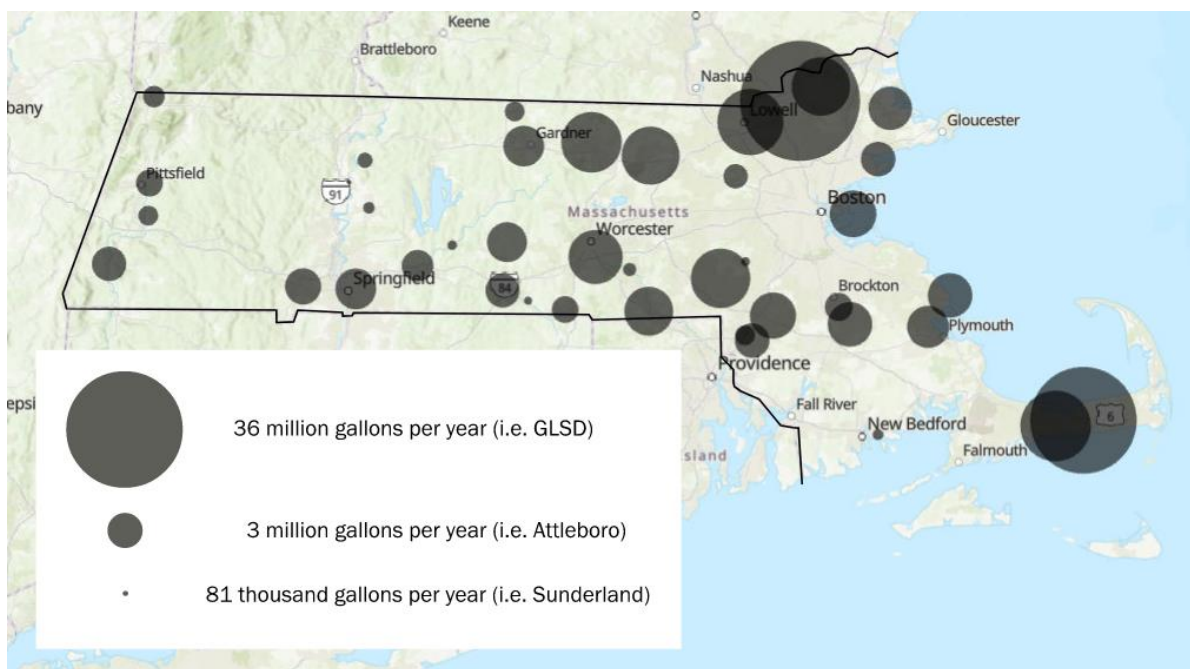 Keene
Brattleboro
Nashua
bany
Lowell
Gardner
Gloucester
Pittsfield
91
Boston
Massachusetts
Worcester
Springfield
84
Brockton
Plymouth
Providence
epsi
Fall River
6
New Bedford
island
Falmouth
36 million gallons per year (i.e. GLSD)
3 million gallons per year (i.e. Attleboro)
81 thousand gallons per year (i.e. Sunderland)